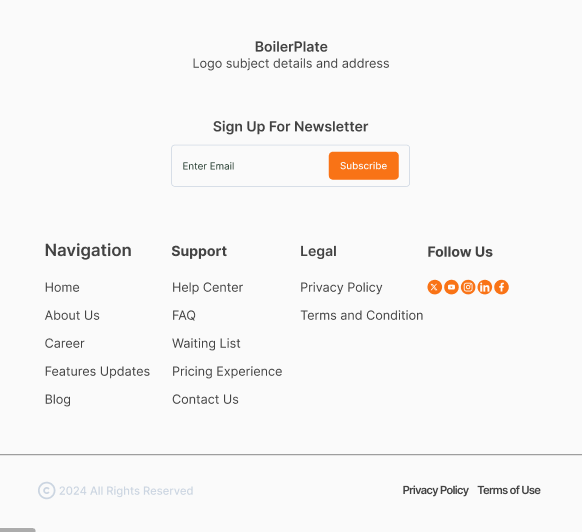 BoilerPlate
Logo subject details and address
Sign Up For Newsletter
Enter Email
Subscribe
Navigation
Home
About Us
Career
Features Updates
Blog
Support
Help Center
FAQ
Waiting List
Pricing Experience
Contact Us
Legal
Privacy Policy
Terms and Condition
Follow Us
© 2024 All Rights Reserved
Privacy Policy Terms of Use